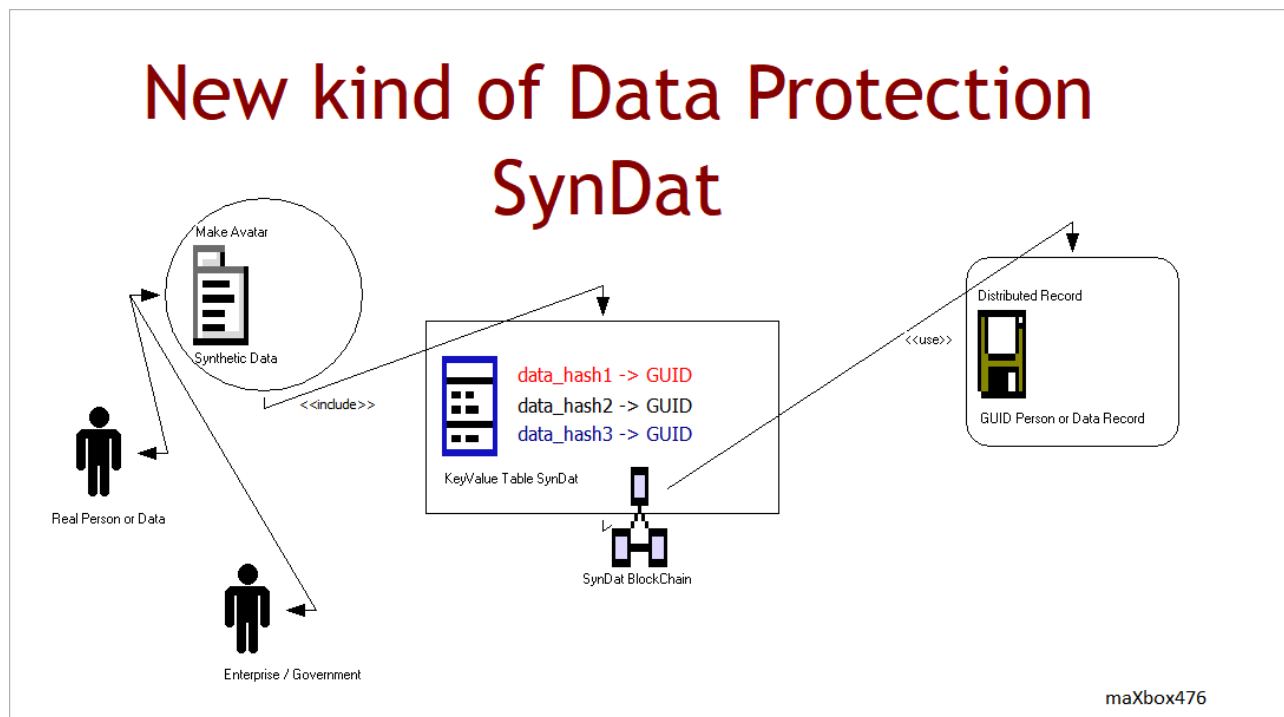 New kind of Data Protection
SynDat
Make Avatar
Synthetic Data
<<include>>
Real Person or Data
Enterprise / Government
data_hash1 -> GUID
data_hash2 -> GUID
data_hash3 -> GUID
KeyValue Table SynDat
SynDat BlockChain
<<use>>
Distributed Record
GUID Person or Data Record
maXbox476